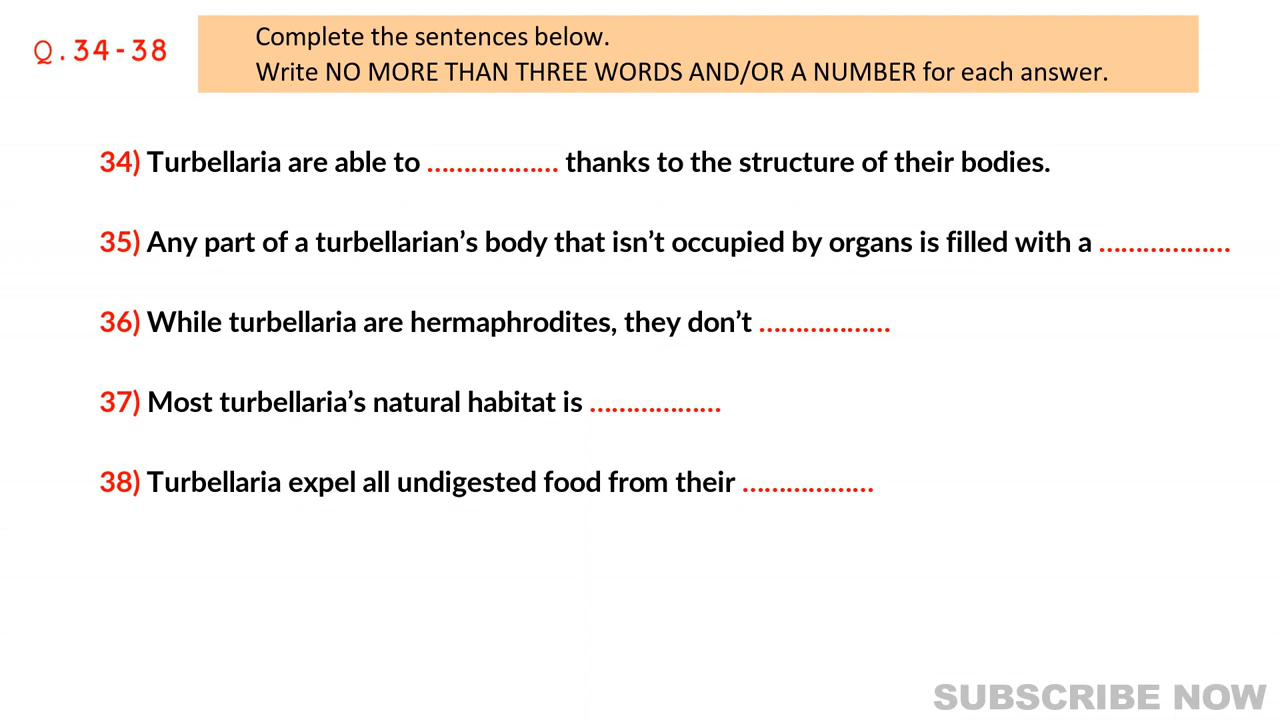 Q.34-38
Complete the sentences below.
Write NO MORE THAN THREE WORDS AND/OR A NUMBER for each answer.
34) Turbellaria are able to .................. thanks to the structure of their bodies.
35) Any part of a turbellarian’s body that isn’t occupied by organs is filled with a ..................
36) While turbellaria are hermaphrodites, they don’t ..................
37) Most turbellaria’s natural habitat is ..................
38) Turbellaria expel all undigested food from their ..................
SUBSCRIBE NOW